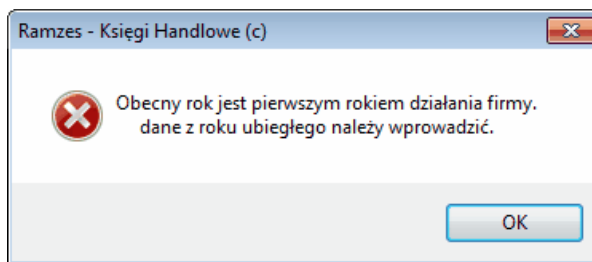 Ramzes - Księgi Handlowe (c)
Obecny rok jest pierwszym rokiem działania firmy.
dane z roku ubiegłego należy wprowadzić.
OK